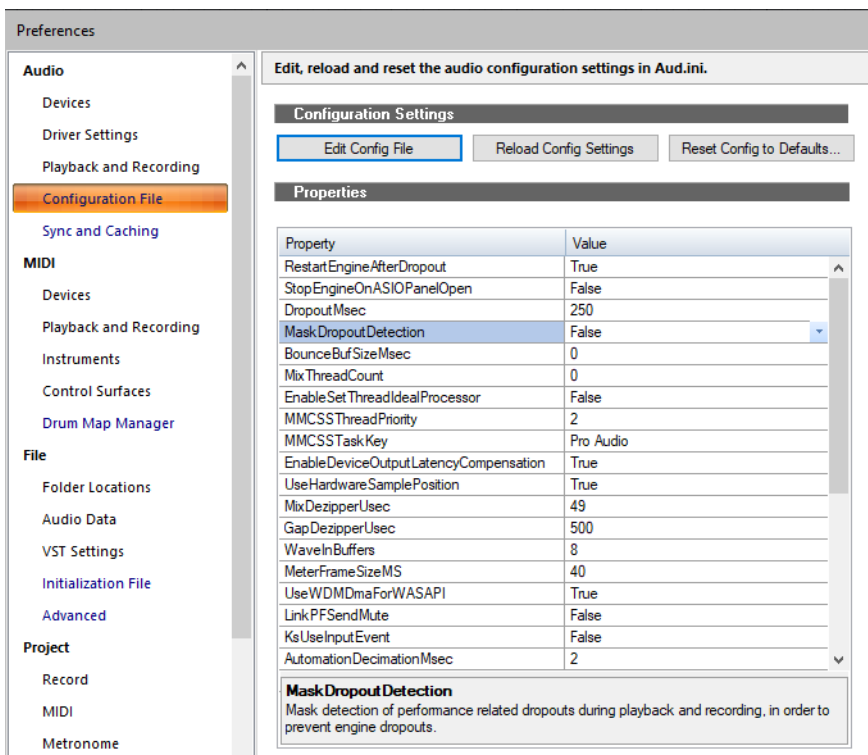 Preferences
Audio
Devices
Driver Settings
Playback and Recording
Configuration File
Sync and Caching
MIDI
Devices
Playback and Recording
Instruments
Control Surfaces
Drum Map Manager
File
Folder Locations
Audio Data
VST Settings
Initialization File
Advanced
Project
Record
MIDI
Metronome
Edit, reload and reset the audio configuration settings in Aud.ini.
Configuration Settings
Edit Config File Reload Config Settings Reset Config to Defaults...
Properties
Property Value
RestartEngineAfterDropout True
StopEngineOnASIOPanelOpen False
DropoutMsec 250
MaskDropoutDetection False
BounceBufSizeMsec 0
MixThreadCount 0
EnableSetThreadIdealProcessor False
MMCSSThreadPriority 2
MMCSSTaskKey Pro Audio
EnableDeviceOutputLatencyCompensation True
UseHardwareSamplePosition True
MixDezipperUsec 49
GapDezipperUsec 500
WaveInBuffers 8
MeterFrameSizeMS 40
UseWDMDmaForWASAPI True
LinkPFSendMute False
KsUseInputEvent False
AutomationDecimationMsec 2
MaskDropoutDetection
Mask detection of performance related dropouts during playback and recording, in order to
prevent engine dropouts.